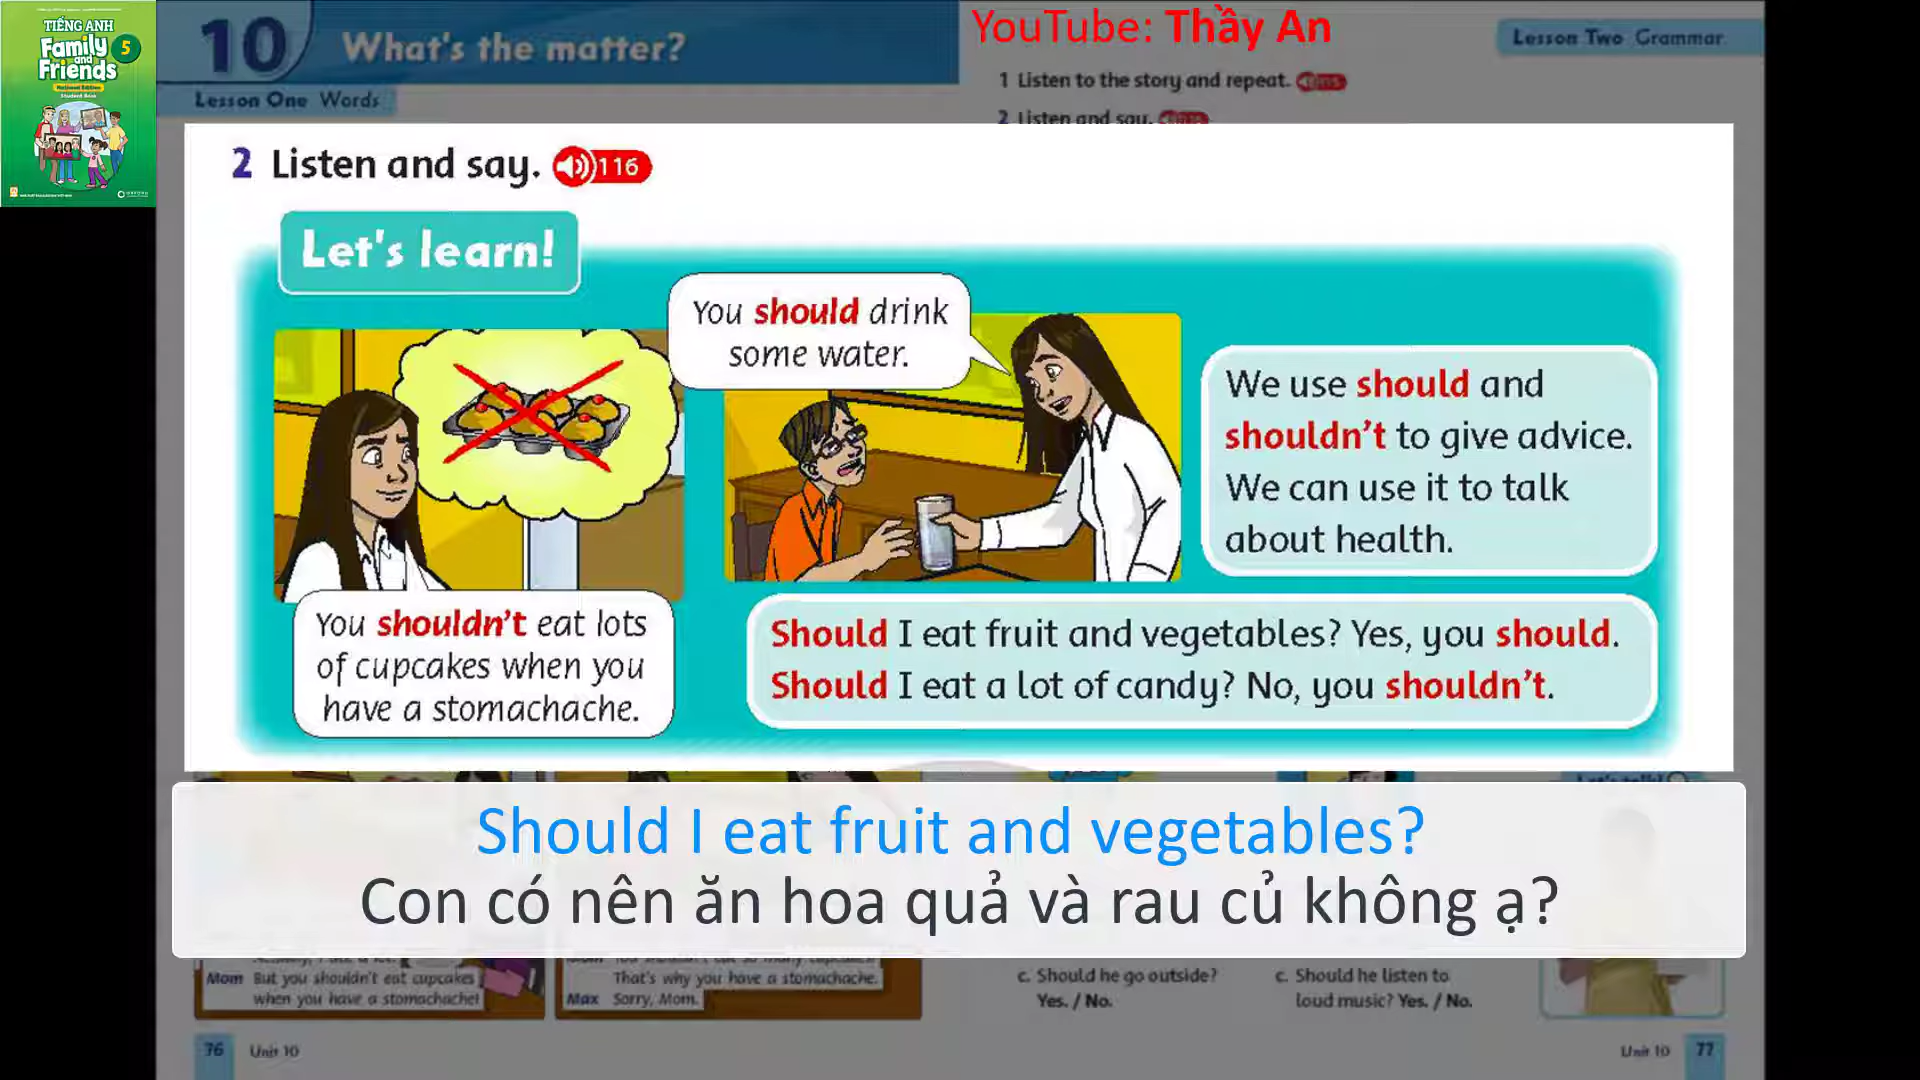 TIẾNG ANH
Family
and
Friends
5
National Edition
Student Book
10
What's the matter?
YouTube: Thầy An
Lesson Two Grammar
Lesson One Words
1 Listen to the story and repeat.
2 Listen and say.
2 Listen and say. 116
Let's learn!
You should drink
some water.
We use should and
shouldn't to give advice.
We can use it to talk
about health.
You shouldn't eat lots
of cupcakes when you
have a stomachache.
Should I eat fruit and vegetables? Yes, you should.
Should I eat a lot of candy? No, you shouldn't.
Should I eat fruit and vegetables?
Con có nên ăn hoa quả và rau củ không ạ?
Mom But you shouldn't eat cupcakes
when you have a stomachache!
That's why you have a stomachache.
Max Sorry, Mom.
c. Should he go outside?
Yes. / No.
c. Should he listen to
loud music? Yes. / No.
76 Unit 10
Unit 10 77